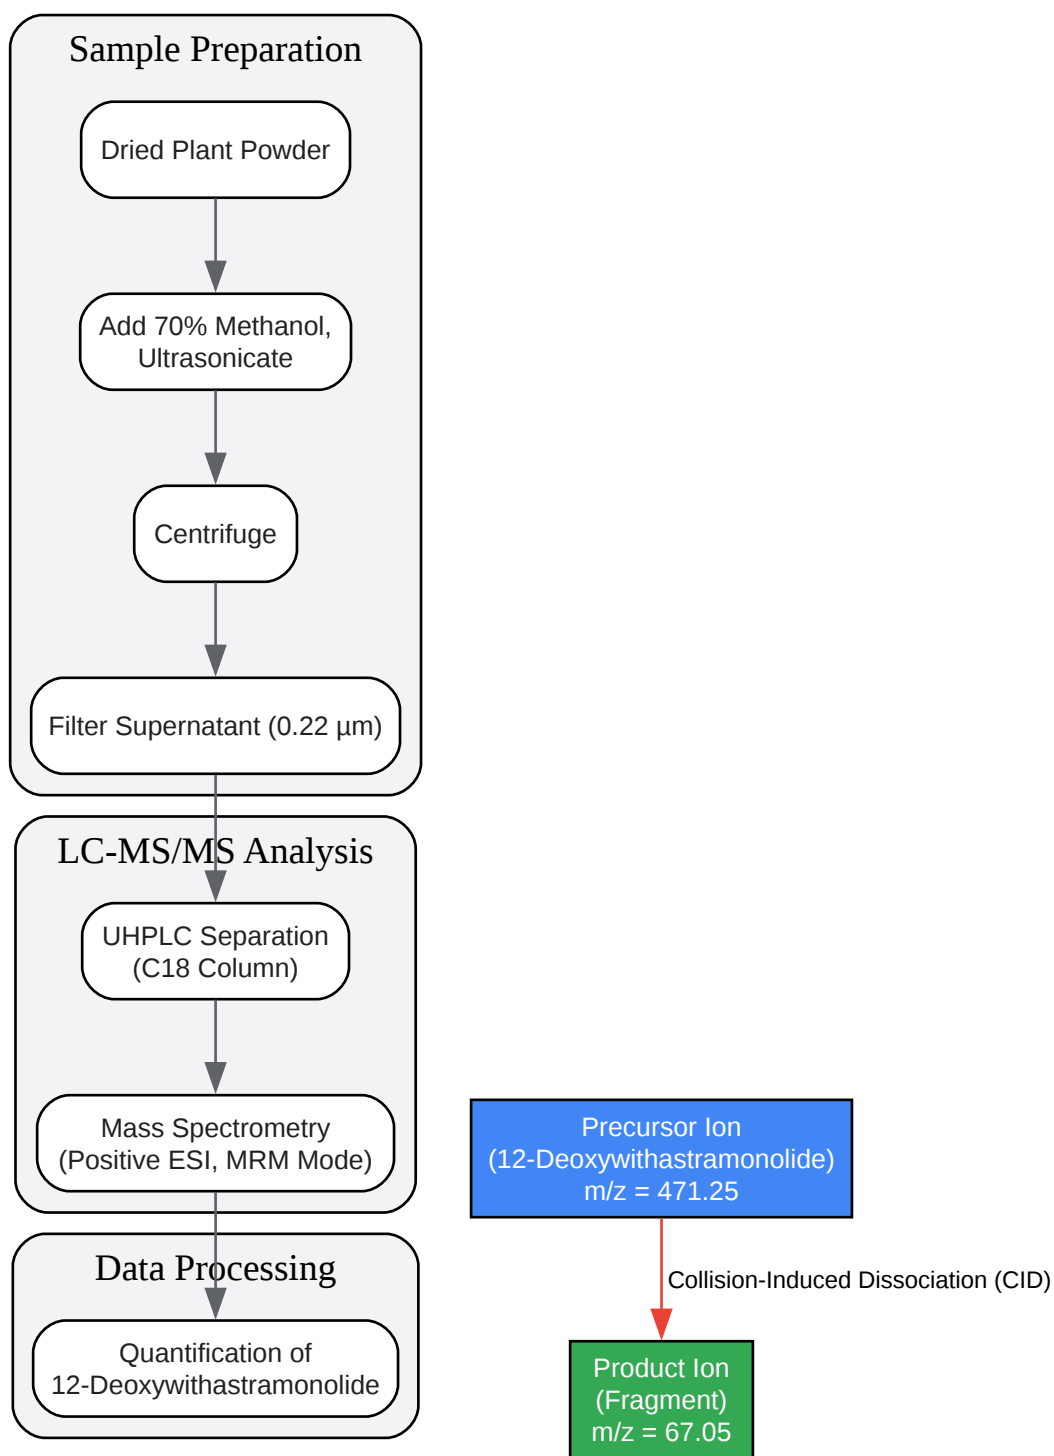 Sample Preparation
Dried Plant Powder
Add 70% Methanol,
Ultrasonicate
Centrifuge
Filter Supernatant (0.22 µm)
LC-MS/MS Analysis
UHPLC Separation
(C18 Column)
Mass Spectrometry
(Positive ESI, MRM Mode)
Data Processing
Quantification of
12-Deoxywithastramonolide
Precursor Ion
(12-Deoxywithastramonolide)
m/z = 471.25
Collision-Induced Dissociation (CID)
Product Ion
(Fragment)
m/z = 67.05